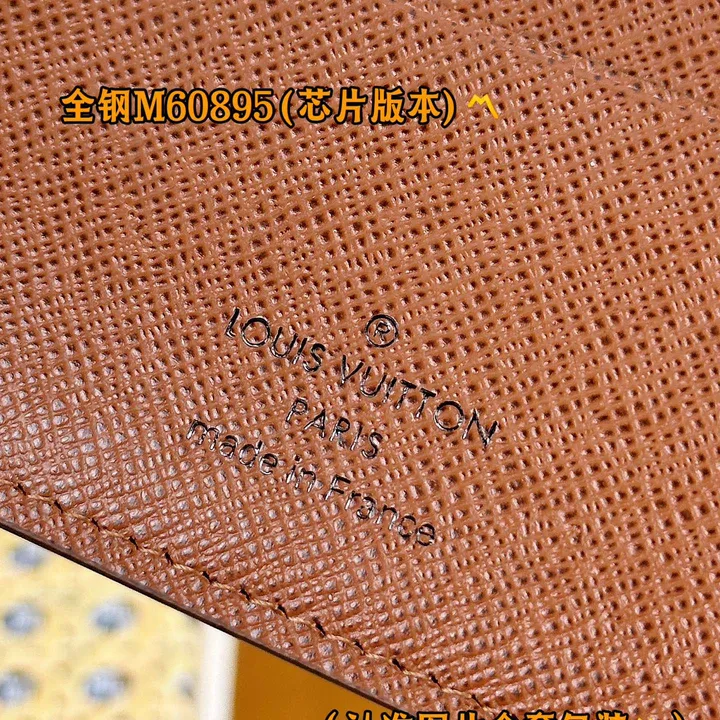 全钢M60895(芯片版本)
®
LOUIS VUITTON
PARIS
made in France